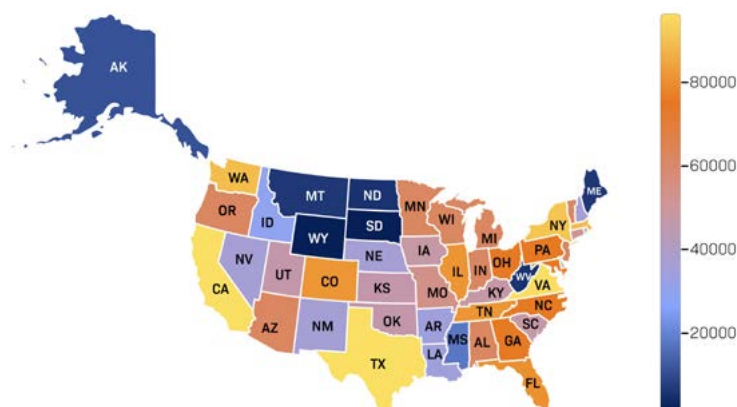 AK
80000
WA
ME
MT
ND
MN
OR
ID
WI
NY
SD
60000
WY
MI
IA
PA
NE
NV
IL
IN
OH
UT
CO
WV
VA
CA
KS
MO
KY
40000
NC
TN
OK
AZ
NM
AR
SC
MS
AL
GA
LA
TX
20000
FL